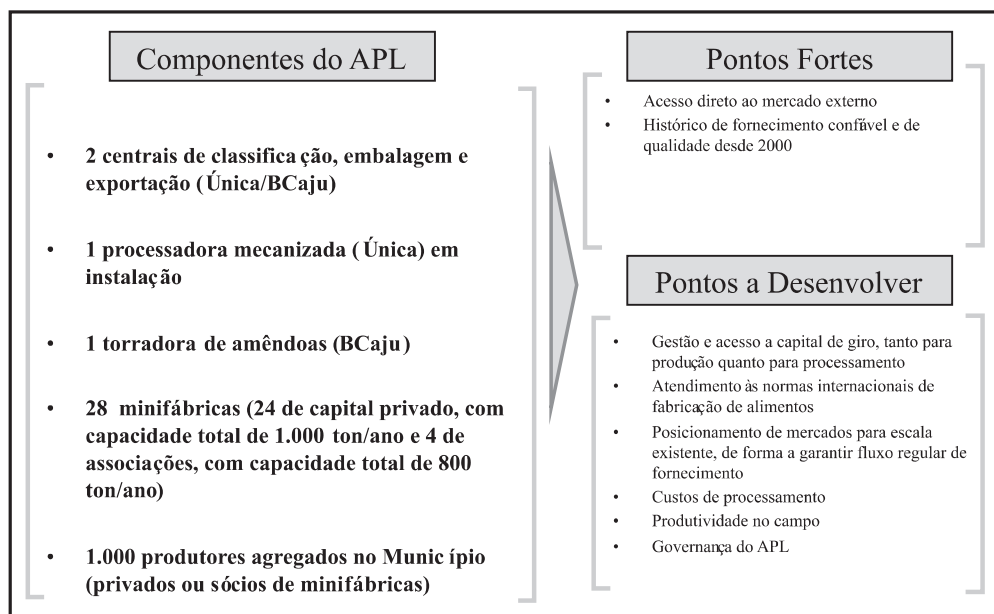 Componentes do APL
• 2 centrais de classifica ção, embalagem e
exportação (Única/BCaju)
• 1 processadora mecanizada ( Única) em
instalação
• 1 torradora de amêndoas (BCaju)
• 28 minifábricas (24 de capital privado, com
capacidade total de 1.000 ton/ano e 4 de
associações, com capacidade total de 800
ton/ano)
• 1.000 produtores agregados no Munic ípio
(privados ou sócios de minifábricas)
Pontos Fortes
• Acesso direto ao mercado externo
• Histórico de fornecimento confiável e de
qualidade desde 2000
Pontos a Desenvolver
• Gestão e acesso a capital de giro, tanto para
produção quanto para processamento
• Atendimento às normas internacionais de
fabricação de alimentos
• Posicionamento de mercados para escala
existente, de forma a garantir fluxo regular de
fornecimento
• Custos de processamento
• Produtividade no campo
• Governança do APL